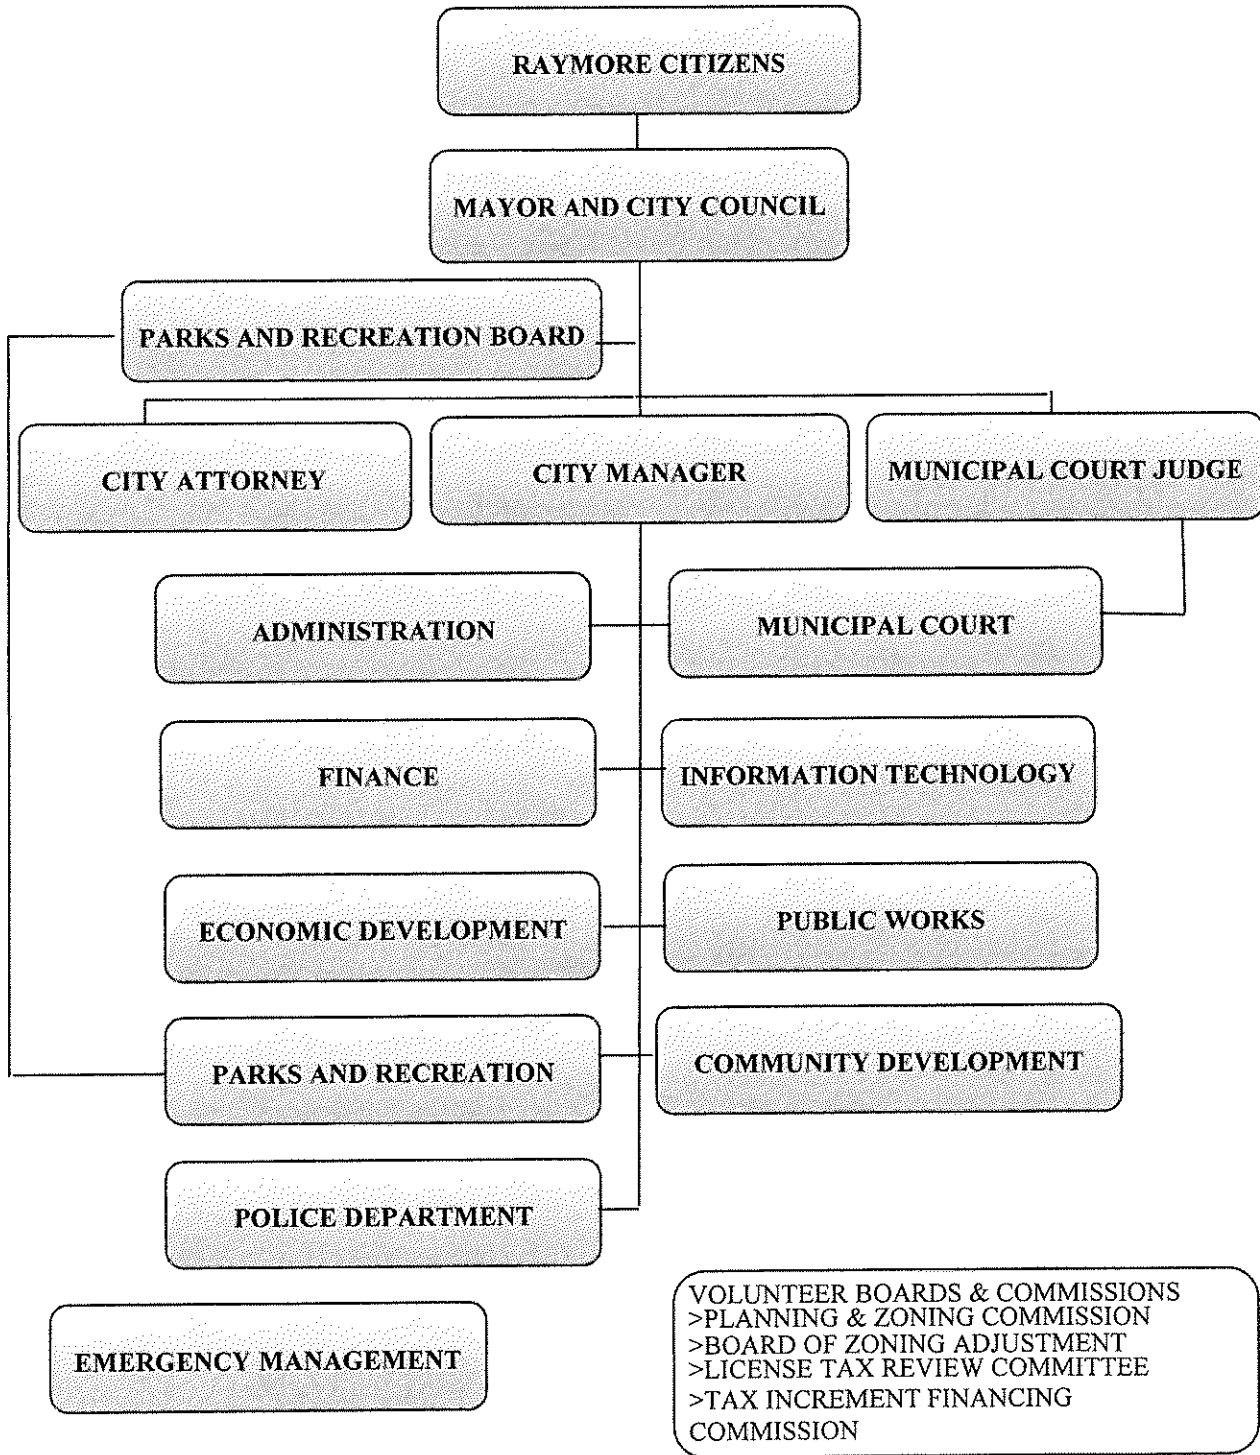 RAYMORE CITIZENS
MAYOR AND CITY COUNCIL
PARKS AND RECREATION BOARD
CITY ATTORNEY
CITY MANAGER
MUNICIPAL COURT JUDGE
ADMINISTRATION
MUNICIPAL COURT
FINANCE
INFORMATION TECHNOLOGY
ECONOMIC DEVELOPMENT
PUBLIC WORKS
PARKS AND RECREATION
COMMUNITY DEVELOPMENT
POLICE DEPARTMENT
EMERGENCY MANAGEMENT
VOLUNTEER BOARDS & COMMISSIONS
>PLANNING & ZONING COMMISSION
>BOARD OF ZONING ADJUSTMENT
>LICENSE TAX REVIEW COMMITTEE
>TAX INCREMENT FINANCING
COMMISSION